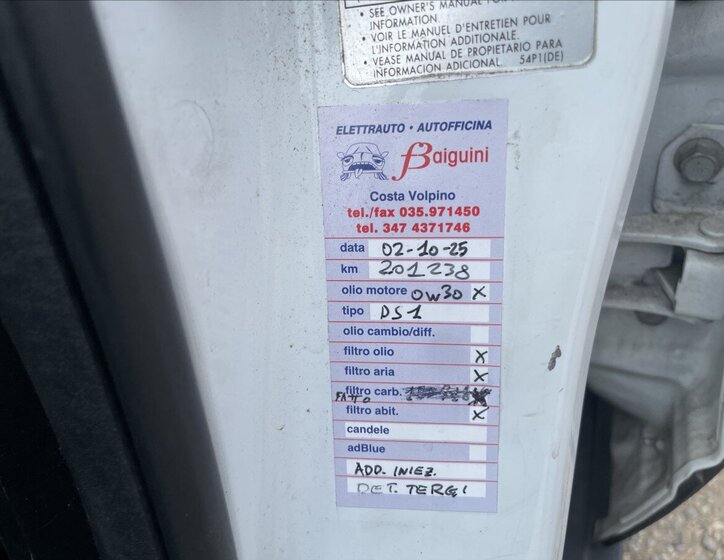 • SEE OWNER'S MANUAL FOR
INFORMATION.
• VOIR LE MANUEL D'ENTRETIEN POUR
L'INFORMATION ADDITIONALE.
• VEASE MANUAL DE PROPIETARIO PARA
INFORMACION ADICIONAL. 54P1(DE)
ELETTRAUTO • AUTOFFICINA
Baiguini
Costa Volpino
tel./fax 035.971450
tel. 347 4371746
data 02-10-25
km 201238
olio motore 0W30 X
tipo DS1
olio cambio/diff.
filtro olio X
filtro aria X
filtro carb. X
FATTO
filtro abit. X
candele
adBlue
ADD. INIEZ.
DET. TERGI